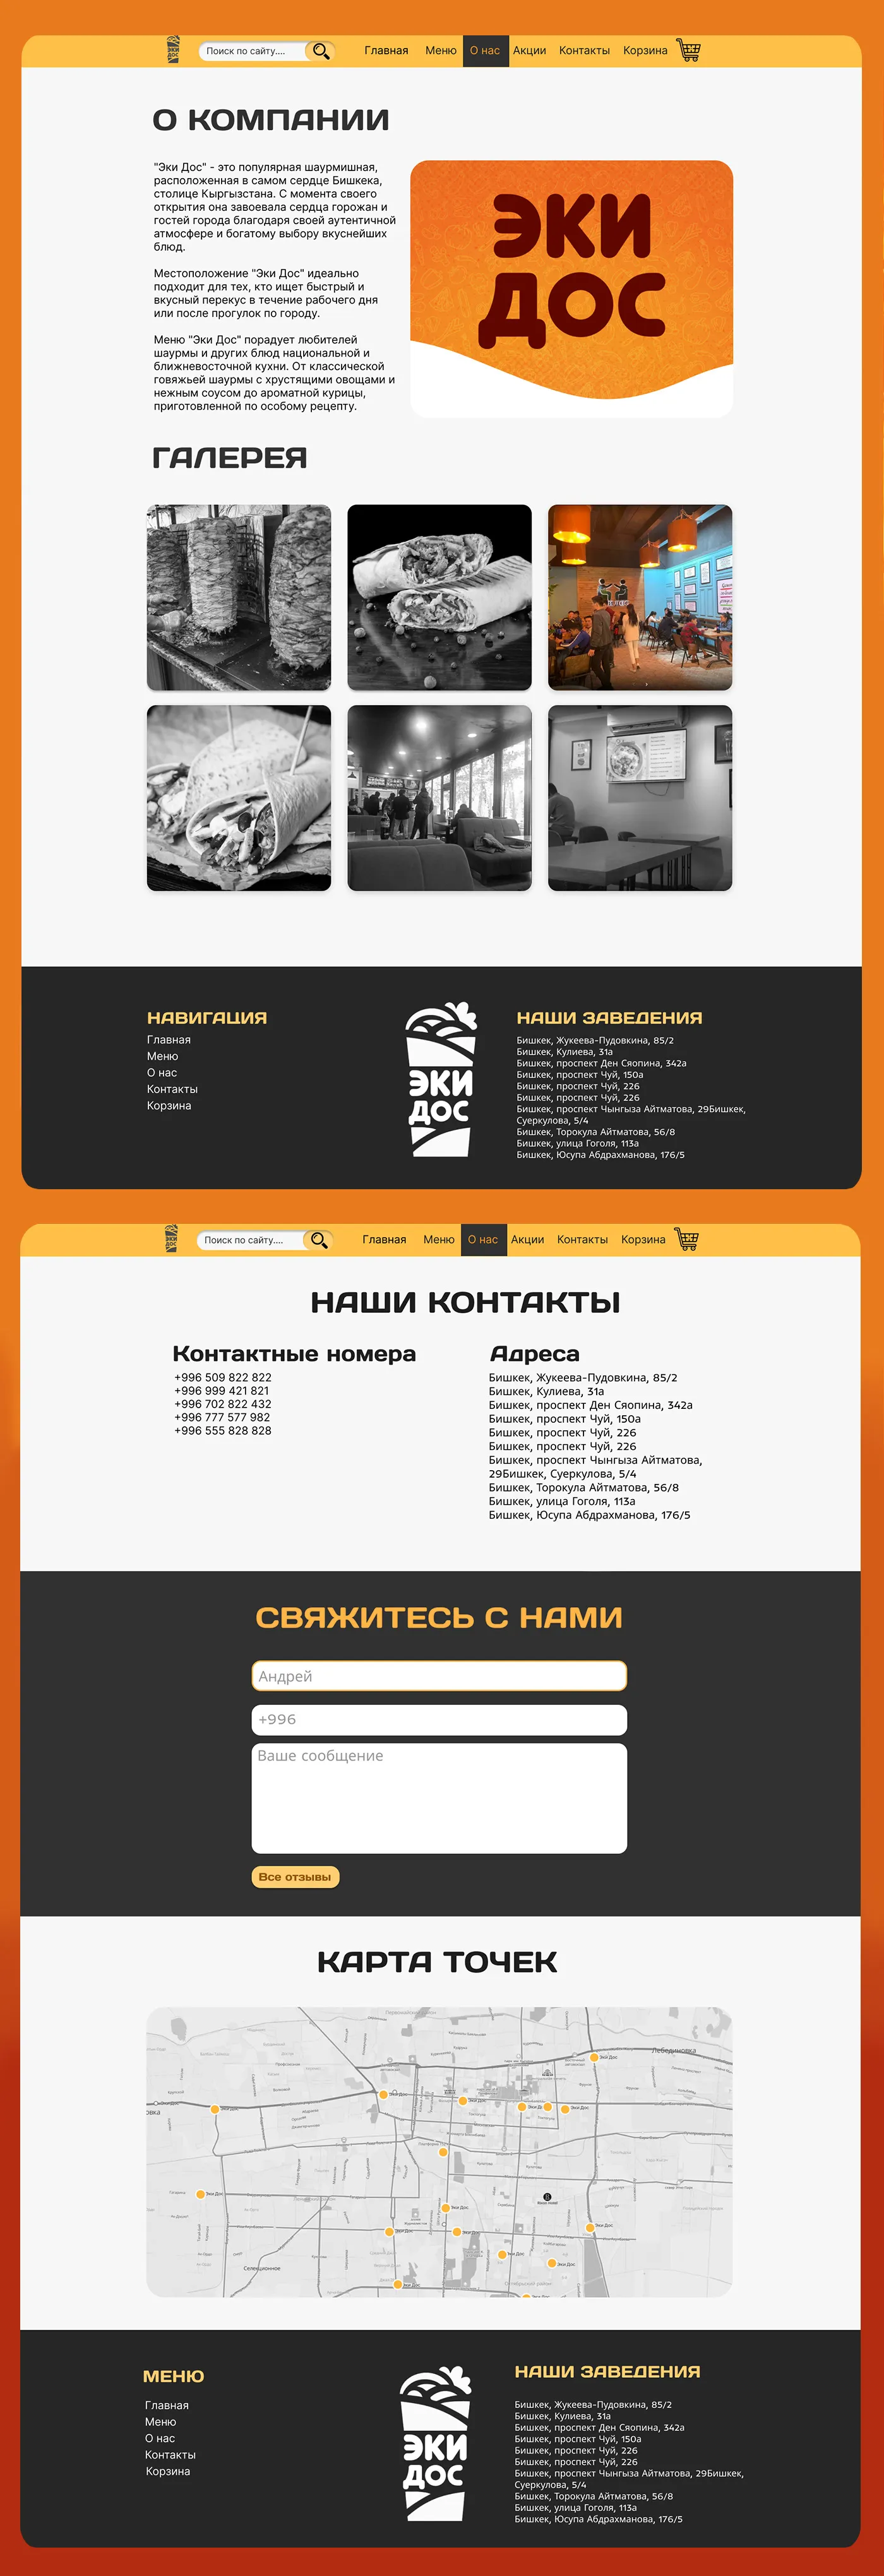 ЭКИ
ДОС
Поиск по сайту....
Главная
Меню
О нас
Акции
Контакты
Корзина
О КОМПАНИИ
"Эки Дос" - это популярная шаурмишная,
расположенная в самом сердце Бишкека,
столице Кыргызстана. С момента своего
открытия она завоевала сердца горожан и
гостей города благодаря своей аутентичной
атмосфере и богатому выбору вкуснейших
блюд.
Местоположение "Эки Дос" идеально
подходит для тех, кто ищет быстрый и
вкусный перекус в течение рабочего дня
или после прогулок по городу.
Меню "Эки Дос" порадует любителей
шаурмы и других блюд национальной и
ближневосточной кухни. От классической
говяжьей шаурмы с хрустящими овощами и
нежным соусом до ароматной курицы,
приготовленной по особому рецепту.
ЭКИ
ДОС
ГАЛЕРЕЯ
НАВИГАЦИЯ
Главная
Меню
О нас
Контакты
Корзина
ЭКИ
ДОС
НАШИ ЗАВЕДЕНИЯ
Бишкек, Жукеева-Пудовкина, 85/2
Бишкек, Кулиева, 31а
Бишкек, проспект Ден Сяопина, 342а
Бишкек, проспект Чуй, 150а
Бишкек, проспект Чуй, 226
Бишкек, проспект Чуй, 226
Бишкек, проспект Чынгыза Айтматова, 29Бишкек,
Суеркулова, 5/4
Бишкек, Торокула Айтматова, 56/8
Бишкек, улица Гоголя, 113а
Бишкек, Юсупа Абдрахманова, 176/5
ЭКИ
ДОС
Поиск по сайту....
Главная
Меню
О нас
Акции
Контакты
Корзина
НАШИ КОНТАКТЫ
Контактные номера
+996 509 822 822
+996 999 421 821
+996 702 822 432
+996 777 577 982
+996 555 828 828
Адреса
Бишкек, Жукеева-Пудовкина, 85/2
Бишкек, Кулиева, 31а
Бишкек, проспект Ден Сяопина, 342а
Бишкек, проспект Чуй, 150а
Бишкек, проспект Чуй, 226
Бишкек, проспект Чуй, 226
Бишкек, проспект Чынгыза Айтматова,
29Бишкек, Суеркулова, 5/4
Бишкек, Торокула Айтматова, 56/8
Бишкек, улица Гоголя, 113а
Бишкек, Юсупа Абдрахманова, 176/5
СВЯЖИТЕСЬ С НАМИ
Андрей
+996
Ваше сообщение
Все отзывы
КАРТА ТОЧЕК
Лебединовка
Эки Дос
Эки Дос
Эки Дос
Эки Дос
Эки Дос
Эки Дос
Эки Дос
Эки Дос
Эки Дос
Эки Дос
Эки Дос
Селекционное
Эки Дос
МЕНЮ
Главная
Меню
О нас
Контакты
Корзина
ЭКИ
ДОС
НАШИ ЗАВЕДЕНИЯ
Бишкек, Жукеева-Пудовкина, 85/2
Бишкек, Кулиева, 31а
Бишкек, проспект Ден Сяопина, 342а
Бишкек, проспект Чуй, 150а
Бишкек, проспект Чуй, 226
Бишкек, проспект Чуй, 226
Бишкек, проспект Чынгыза Айтматова, 29Бишкек,
Суеркулова, 5/4
Бишкек, Торокула Айтматова, 56/8
Бишкек, улица Гоголя, 113а
Бишкек, Юсупа Абдрахманова, 176/5